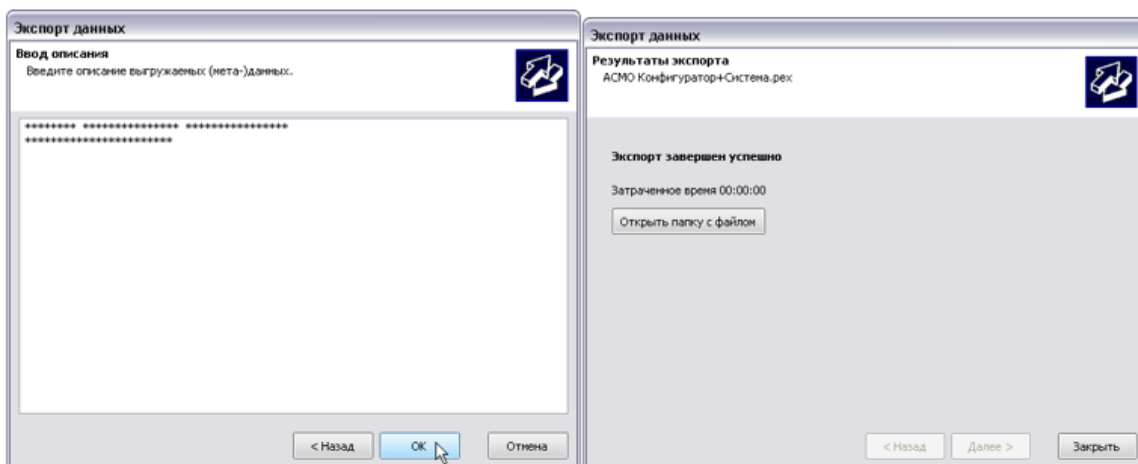 Экспорт данных
Ввод описания
Введите описание выгружаемых (мета-)данных.
******** *************** ****************
***********************
< Назад
ОК
Отмена
Экспорт данных
Результаты экспорта
АСМО Конфигуратор+Система.pex
Экспорт завершен успешно
Затраченное время 00:00:00
Открыть папку с файлом
< Назад
Далее >
Закрыть